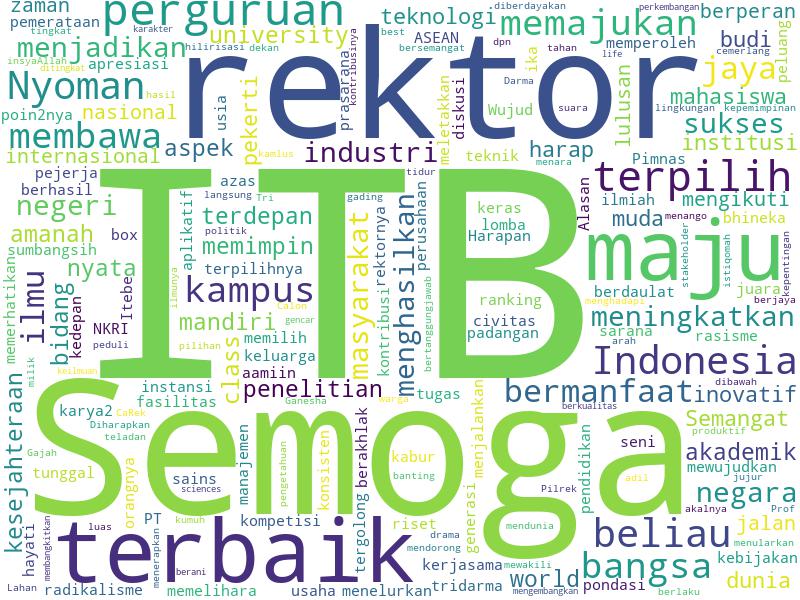 zaman
perguruan
teknologi
diberdayakan
perkembangan
pemerataan
memajukan
berperan
tingkat
karakter
university
best
ASEAN
menjadikan
hilirisasi
dekan
bersemangat
dpn
tahan
memperoleh
budi
cemerlang
insyaAllah
ditingkat
apresiasi
rektor
life
peluang
Nyoman
prasarana
kontribusinya
ika
jaya
pekerti
usia
meletakkan
diskusi
Darma
lingkungan
kepemimpinan
hasil
Wujud
suara
lulusan
mahasiswa
poin2nya
nasional
membawa
sukses
aspek
teknik
institusi
internasional
kamlus
industri
harap
menara
Pimnas
pejerja
azas
tidur
terpilih
berhasil
langsung
Tri
gading
keras
Alasan
ilmiah
mengikuti
negeri
ITB
aplikatif
terdepan
politik
lomba
Harapan
muda
menango
bhineka
amanah
box
memimpin
masyarakat
rektornya
perusahaan
maju
sumbangsih
nyata
terpilihnya
stakeholder
istiqomah
kepentingan
memerhatikan
ilmu
bidang
kedepan
Itebe
ilmunya
kampus
Calon
kontribusi
menghasilkan
bertanggungjawab
ranking
berdaulat
juara
menghadapi
berjaya
NKRI
mandiri
gencar
civitas
meningkatkan
peduli
pilihan
memilih
padangan
sarana
rasisme
milik
keluarga
arah
keilmuan
class
aamiin
Indonesia
kesejahteraan
instansi
penelitian
tugas
bermanfaat
dibawah
inovatif
fasilitas
Ganesha
warga
berkualitas
karya2
CaRek
Semoga
menjalankan
Semangat
Diharapkan
produktif
teladan
manajemen
pengetahuan
konsisten
berakhlak
pendidikan
seni
akademik
Gajah
kabur
mewujudkan
tunggal
orangnya
sains
banting
generasi
adil
jujur
sciences
Pilrek
negara
hayati
membangkitkan
PT
kompetisi
riset
mendunia
akalnya
Prof
luas
kumuh
terbaik
tergolong
drama
beliau
jalan
menerapkan
mendorong
menularkan
berani
kerjasama
mewakili
bangsa
kebijakan
Lahan
radikalisme
memelihara
usaha
menelurkan
tridarma
world
mengembangkan
pondasi
berlaku
dunia